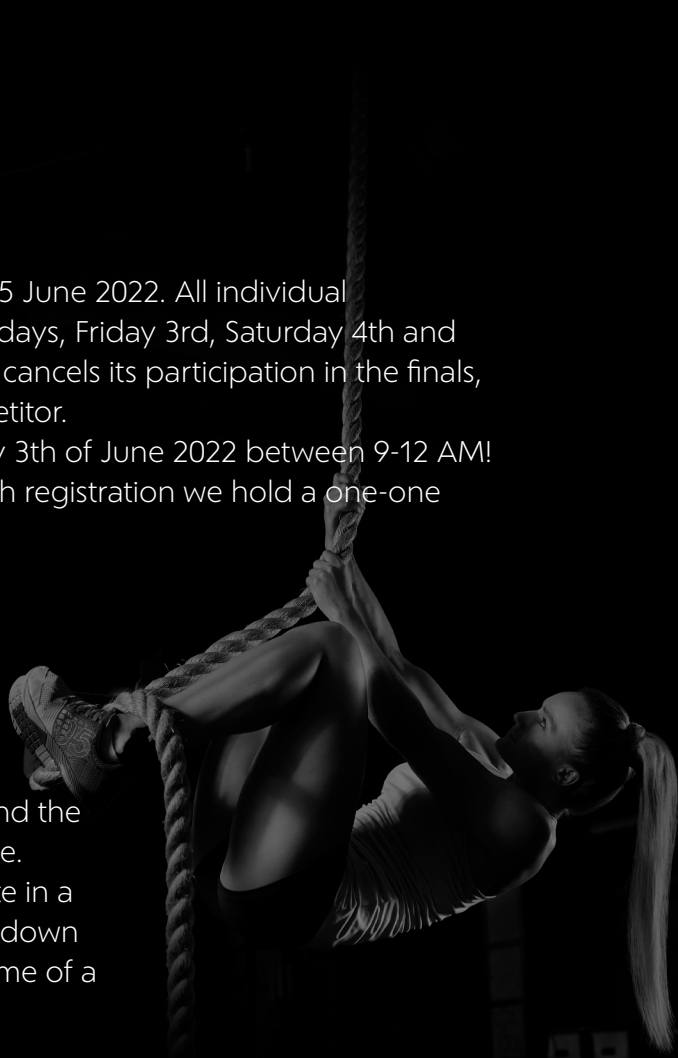 5 June 2022. All individual
days, Friday 3rd, Saturday 4th and
cancels its participation in the finals,
etitor.
y 3th of June 2022 between 9-12 AM!
h registration we hold a one-one
nd the
e.
te in a
down
me of a